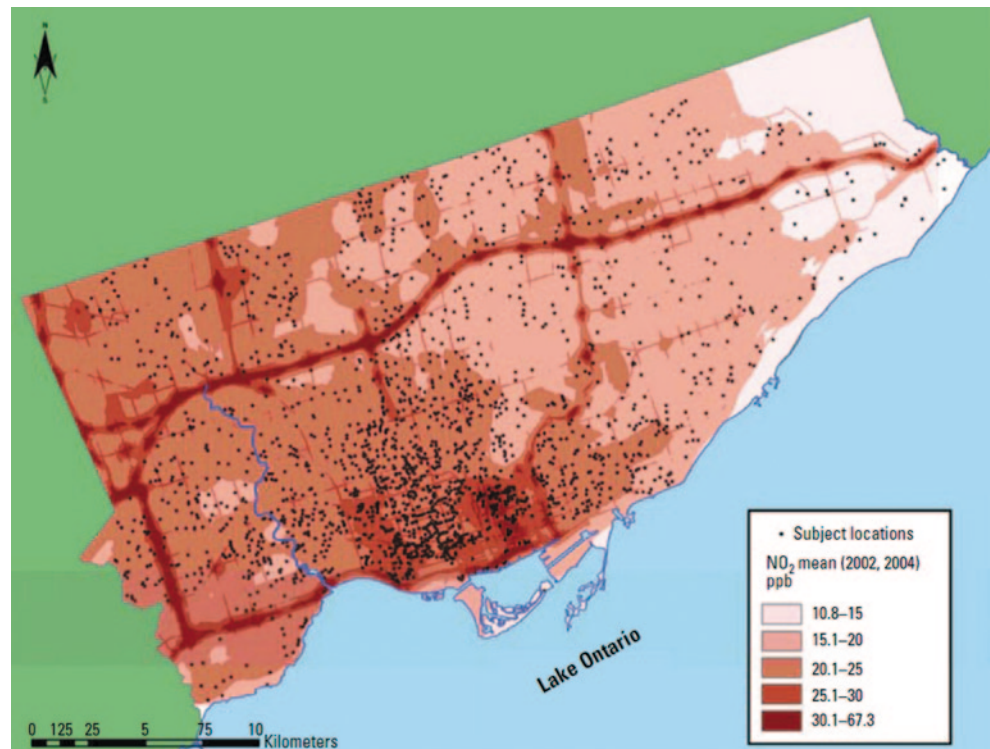 N
S
• Subject locations
NO₂ mean (2002, 2004)
ppb
10.8–15
15.1–20
20.1–25
25.1–30
30.1–67.3
Lake Ontario
0 125 25 5 75 10
Kilometers